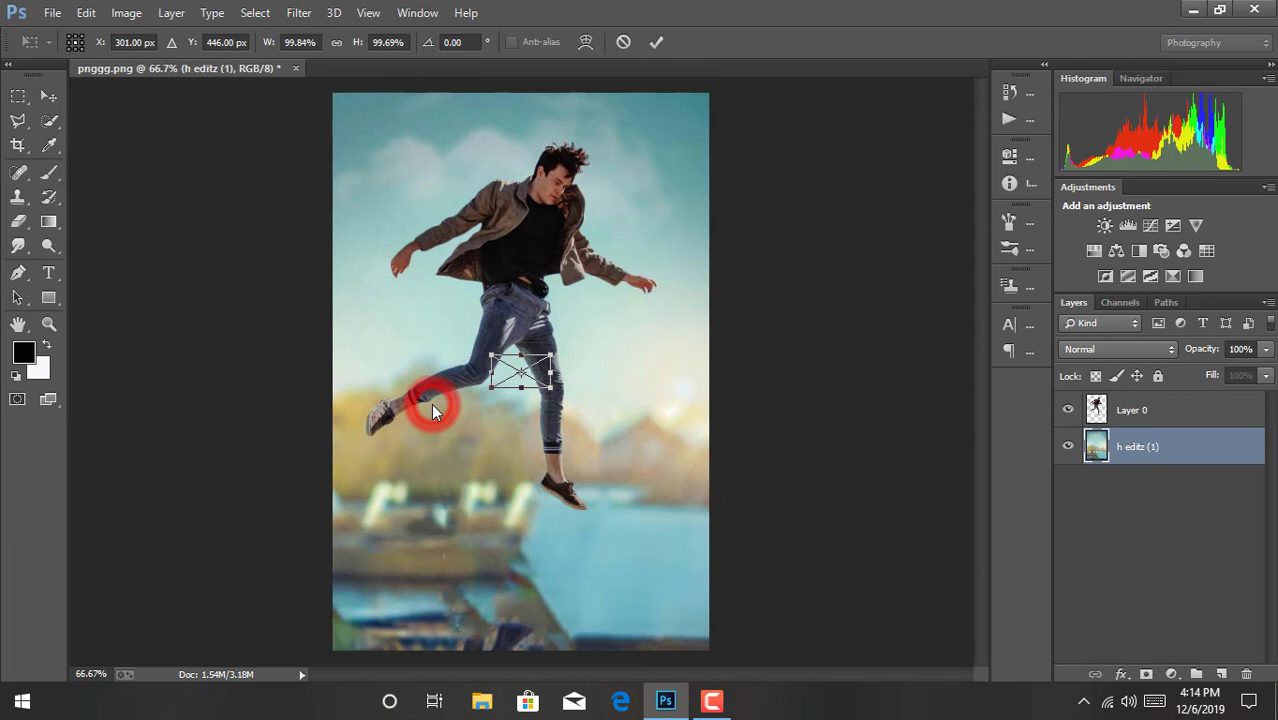 Ps File Edit Image Layer Type Select Filter 3D View Window Help
X: 301.00 px Y: 446.00 px W: 99.84% H: 99.69% 0.00 ° Anti-alias Photography
pnggg.png @ 66.7% (h editz (1), RGB/8) * ×
Histogram Navigator
Adjustments
Add an adjustment
Layers Channels Paths
Kind
Normal Opacity: 100%
Lock: Fill: 100%
Layer 0
h editz (1)
66.67% Doc: 1.54M/3.18M
4:14 PM
12/6/2019